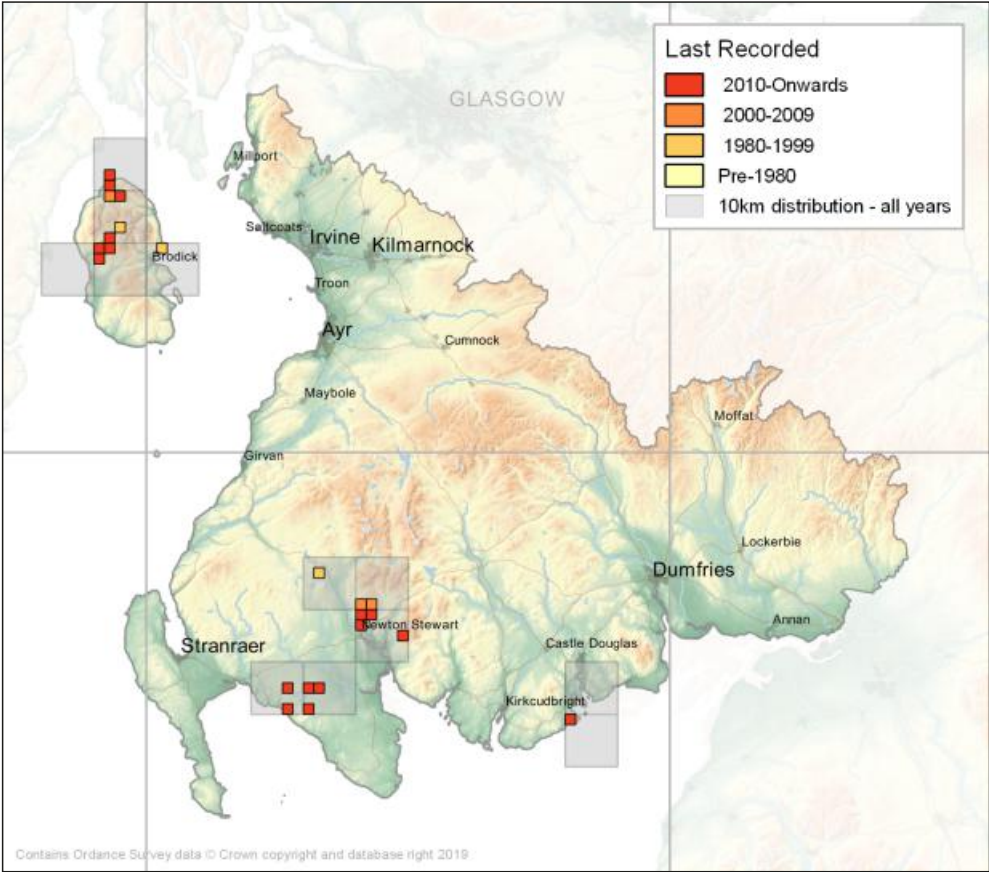 GLASGOW
Last Recorded
2010-Onwards
2000-2009
1980-1999
Pre-1980
10km distribution - all years
Millport
Saltcoats
Irvine
Kilmarnock
Brodick
Troon
Ayr
Cumnock
Maybole
Moffat
Girvan
Lockerbie
Dumfries
Newton Stewart
Annan
Stranraer
Castle Douglas
Kirkcudbright
Contains Ordance Survey data © Crown copyright and database right 2019